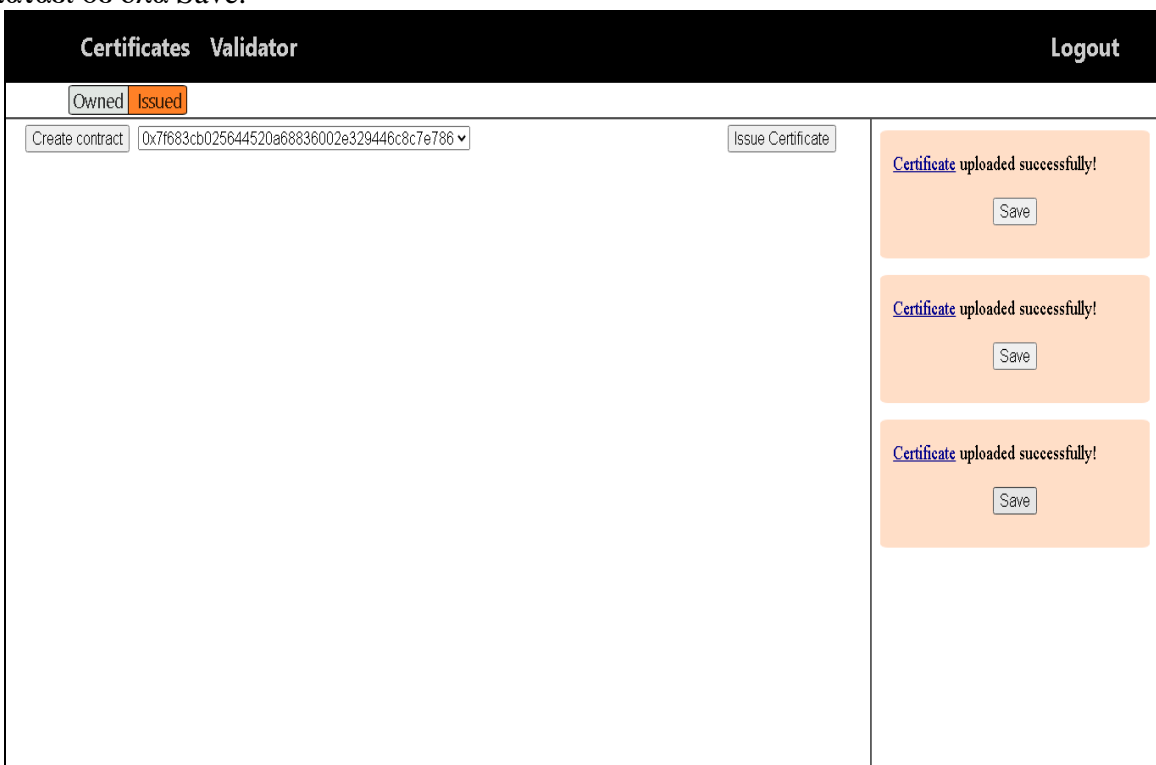 Certificates Validator Logout
Owned Issued
Create contract 0x7f683cb025644520a68836002e329446c8c7e786 Issue Certificate
Certificate uploaded successfully!
Save
Certificate uploaded successfully!
Save
Certificate uploaded successfully!
Save